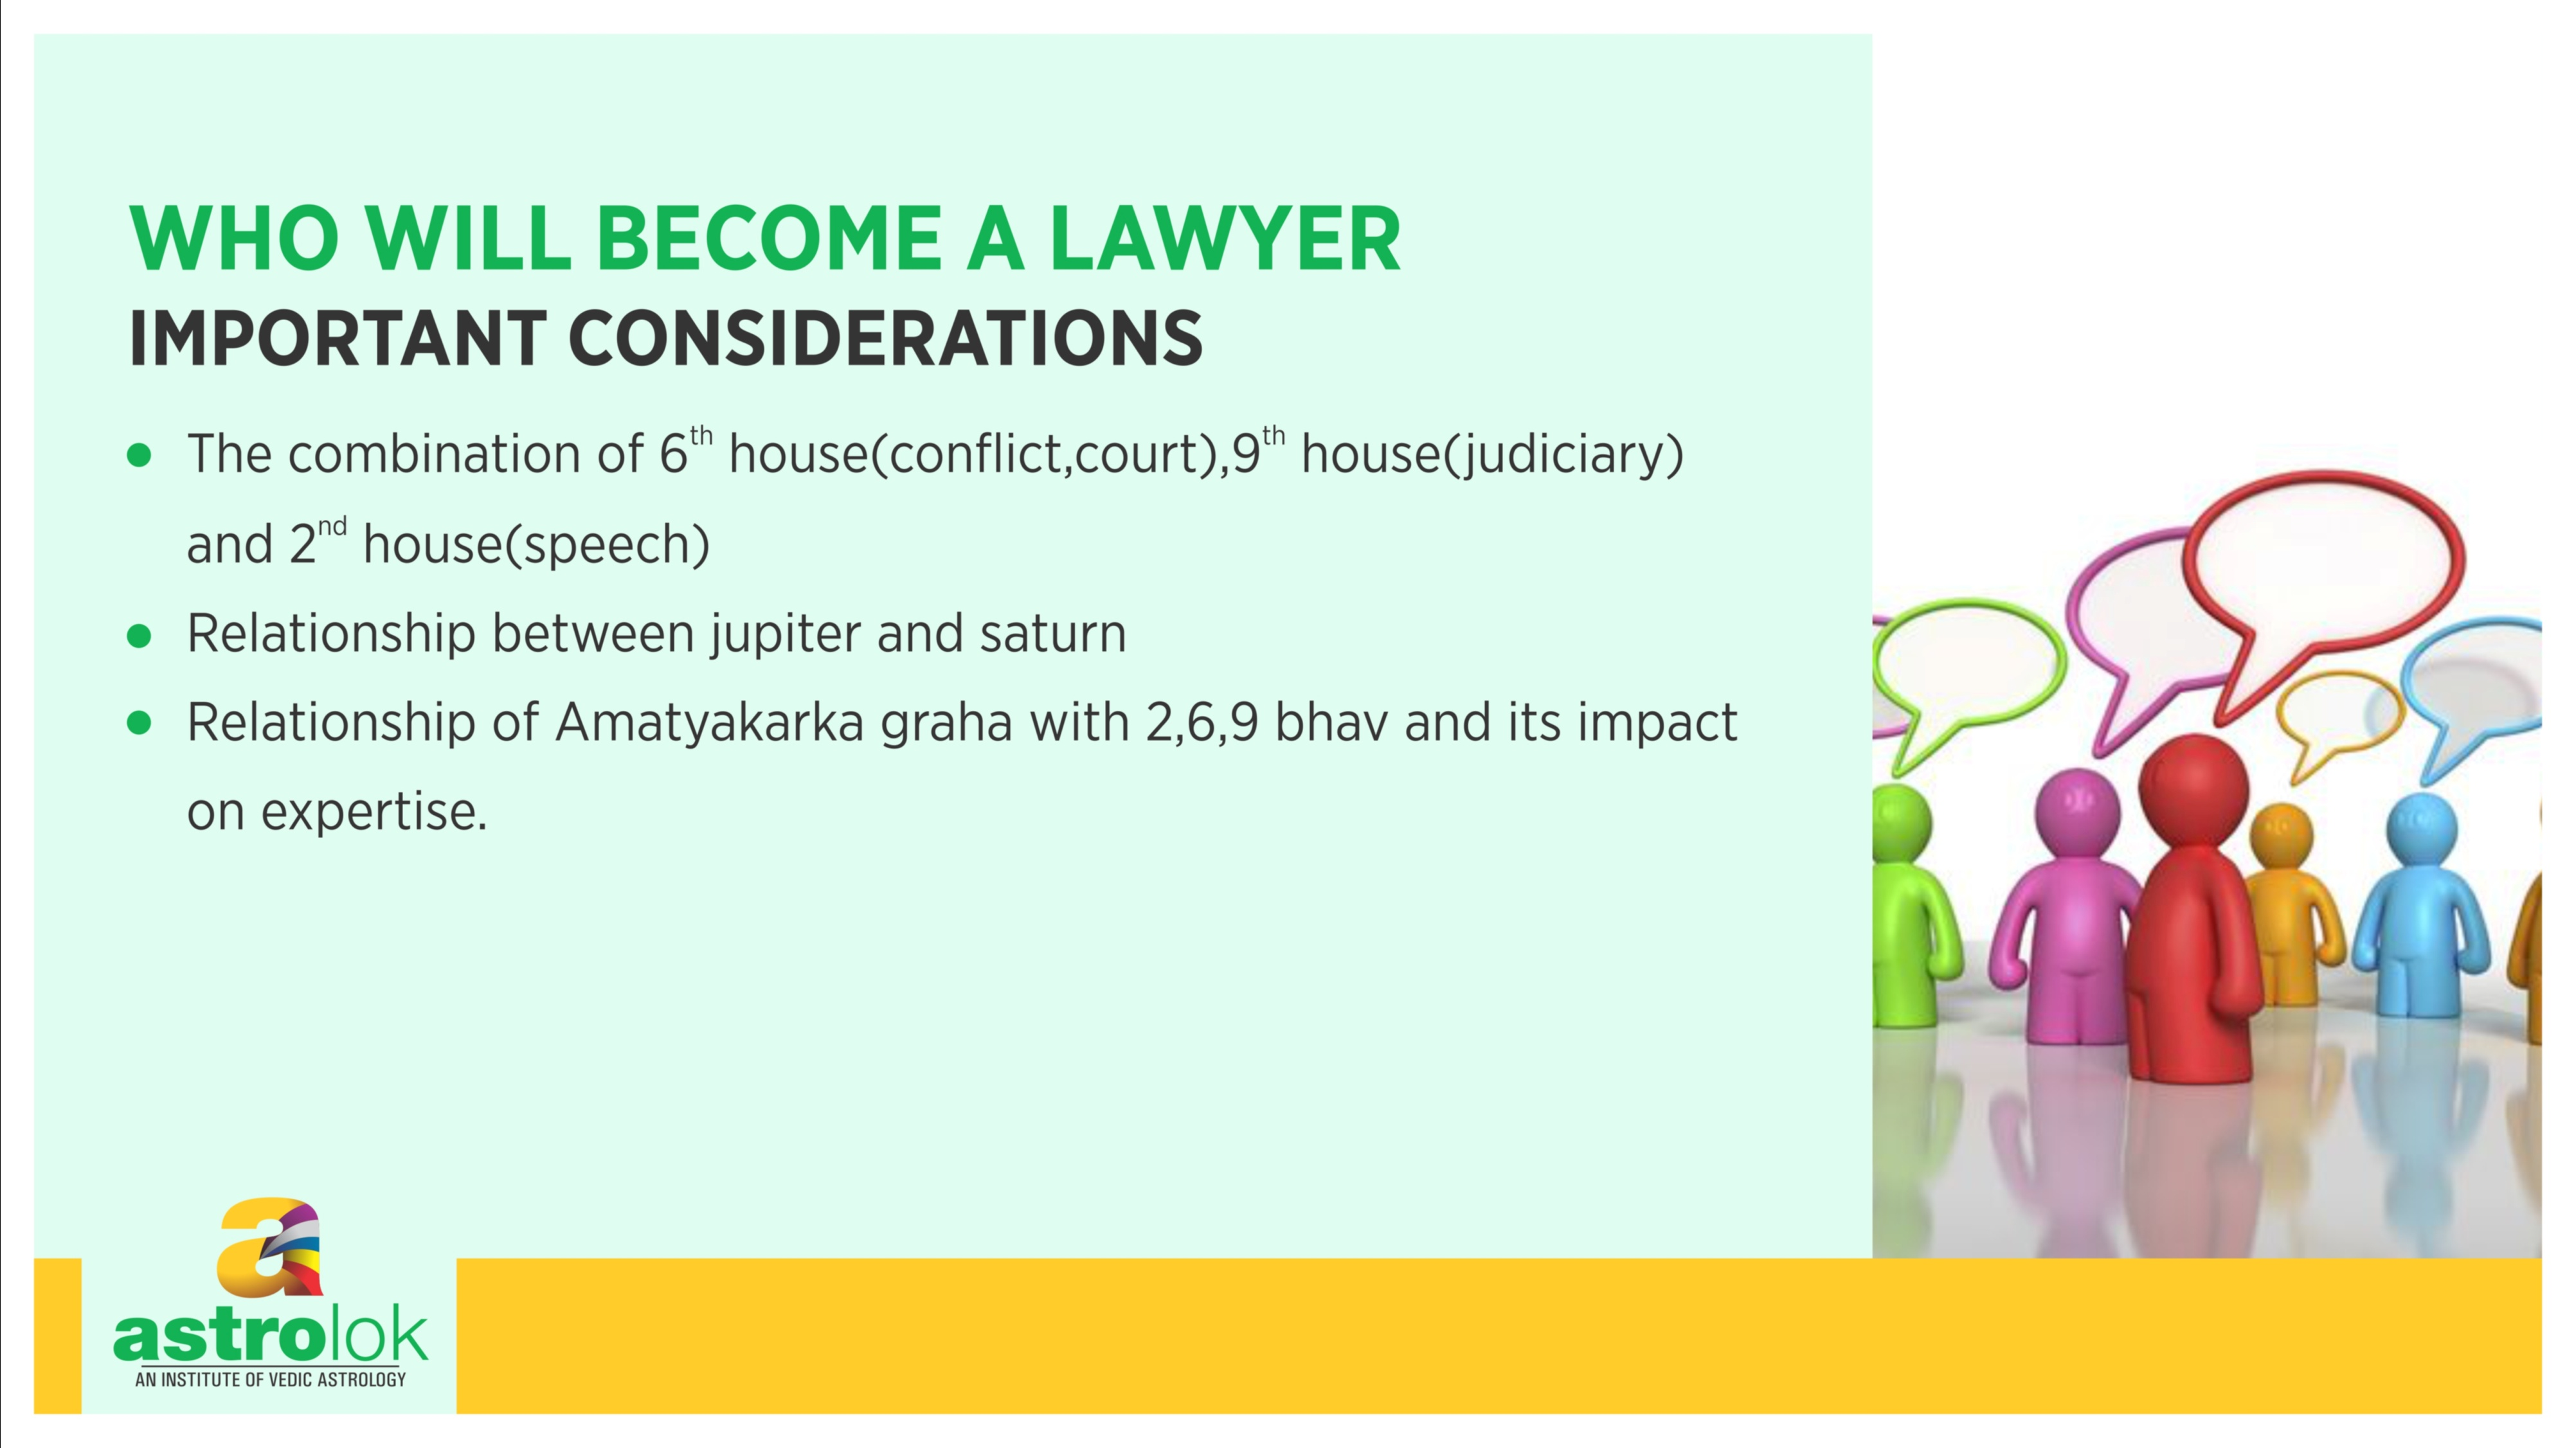 WHO WILL BECOME A LAWYER
IMPORTANT CONSIDERATIONS
• The combination of 6th house(conflict,court),9th house(judiciary)
and 2nd house(speech)
• Relationship between jupiter and saturn
• Relationship of Amatyakarka graha with 2,6,9 bhav and its impact
on expertise.
a
astrolok
AN INSTITUTE OF VEDIC ASTROLOGY